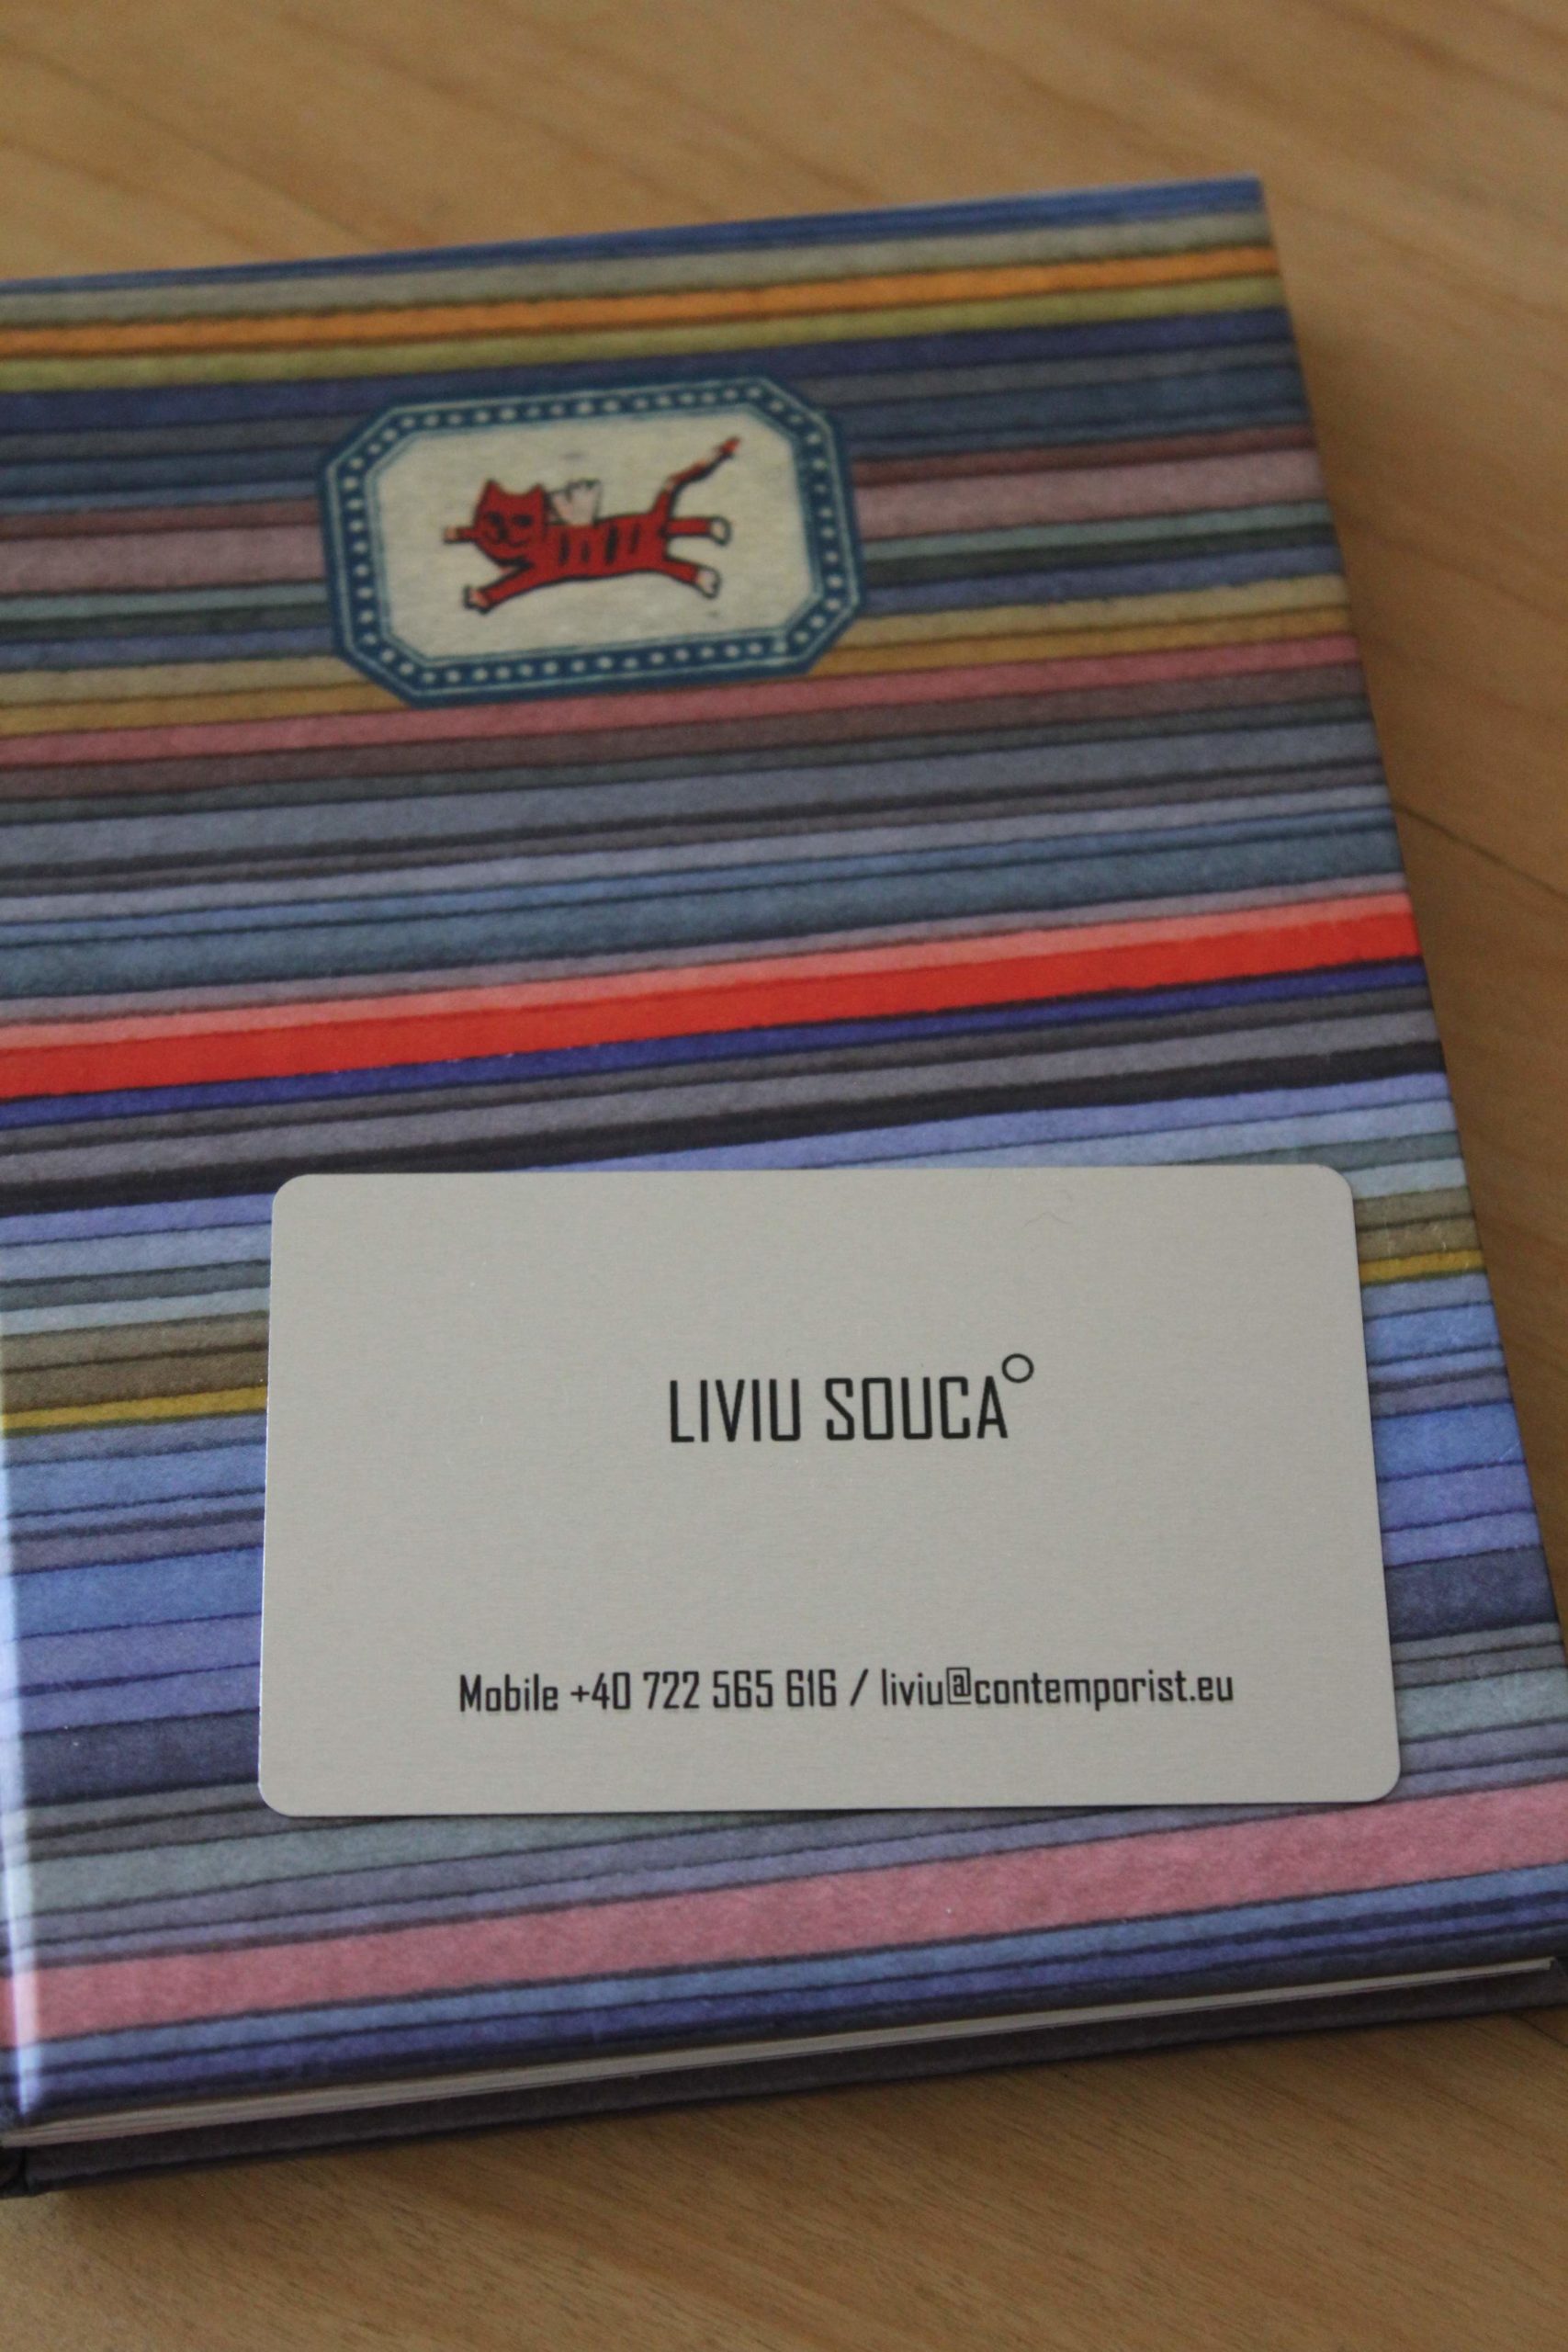 LIVIU SOUCA°
Mobile +40 722 565 616 / liviu@contemporist.eu